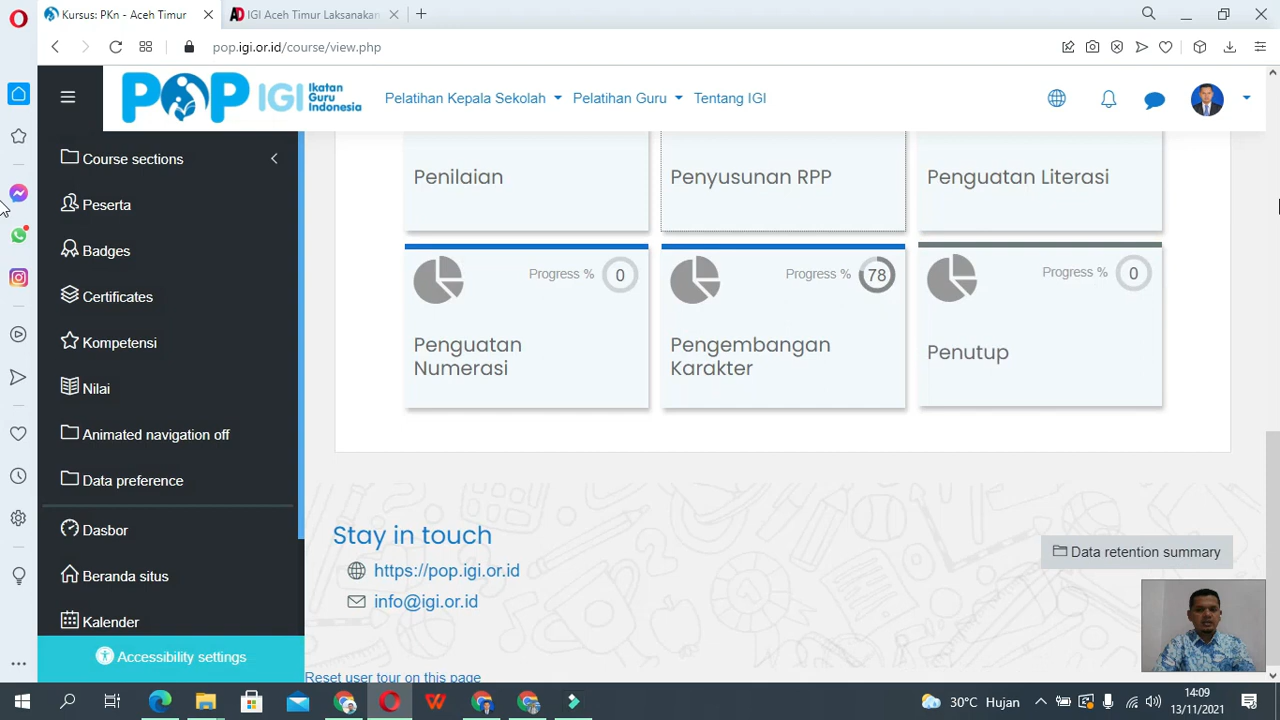 Kursus: PKn - Aceh Timur
IGI Aceh Timur Laksanakan
pop.igi.or.id/course/view.php
POP IGI Ikatan Guru Indonesia
Pelatihan Kepala Sekolah
Pelatihan Guru
Tentang IGI
Course sections
Peserta
Badges
Certificates
Kompetensi
Nilai
Animated navigation off
Data preference
Dasbor
Beranda situs
Kalender
Accessibility settings
Penilaian
Penyusunan RPP
Penguatan Literasi
Progress % 0
Penguatan
Numerasi
Progress % 78
Pengembangan
Karakter
Progress % 0
Penutup
Stay in touch
https://pop.igi.or.id
info@igi.or.id
Data retention summary
Reset user tour on this page
30°C Hujan
14:09
13/11/2021